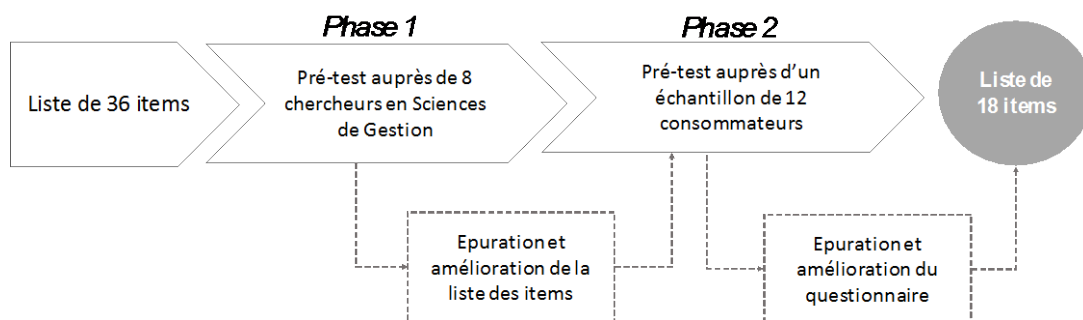 Phase 1
Phase 2
Liste de 36 items
Pré-test auprès de 8
chercheurs en Sciences
de Gestion
Pré-test auprès d’un
échantillon de 12
consommateurs
Liste de
18 items
Epuration et
amélioration de la
liste des items
Epuration et
amélioration du
questionnaire